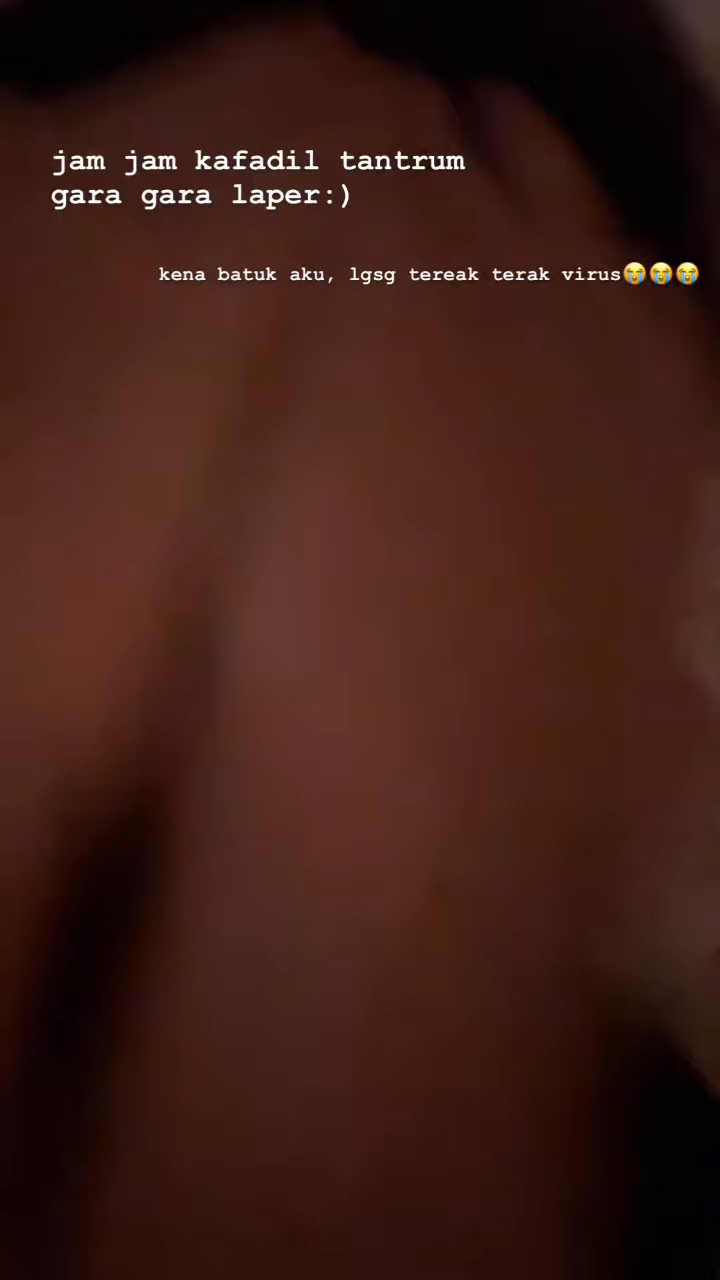 jam jam kafadil tantrum
gara gara laper:)
kena batuk aku, lgsg tereak terak virus😭😭😭